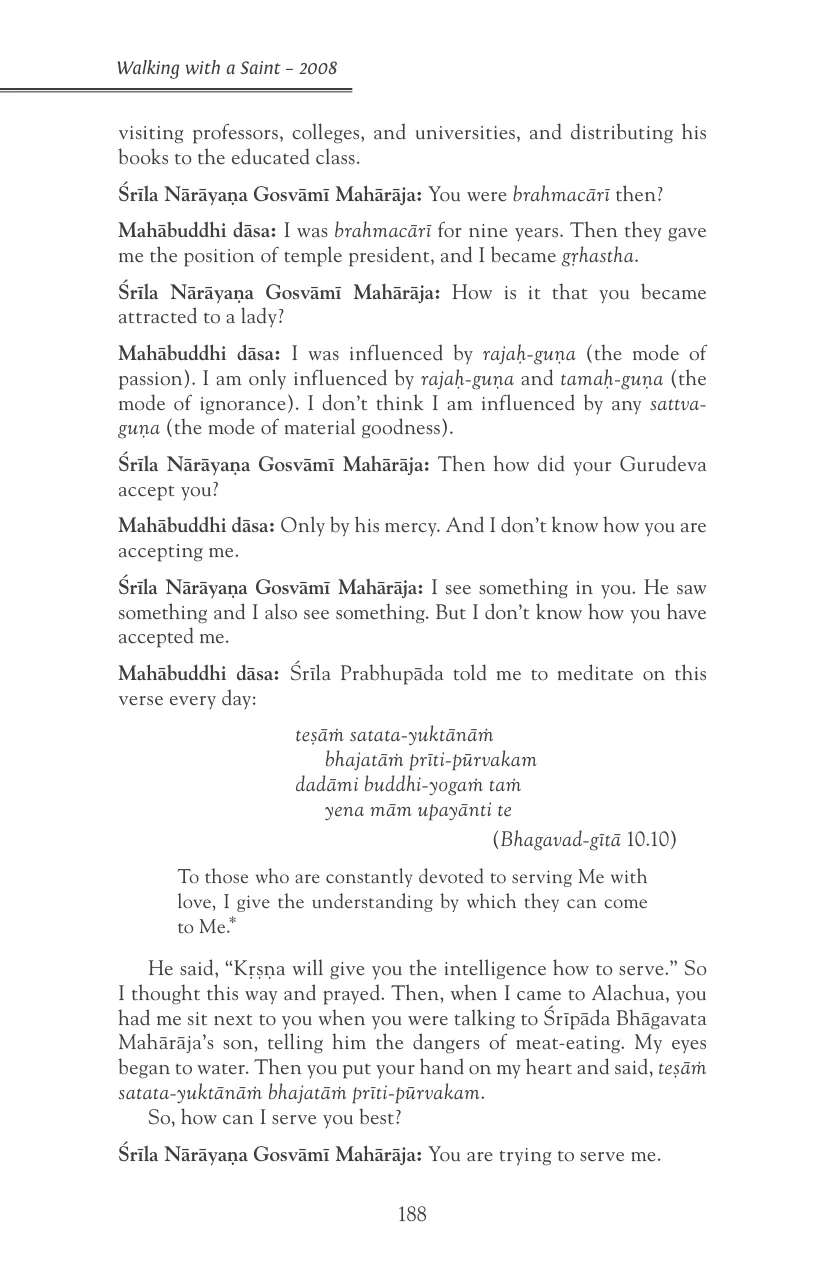 Walking with a Saint – 2008
visiting professors, colleges, and universities, and distributing his
books to the educated class.
Śrīla Nārāyaṇa Gosvāmī Mahārāja: You were brahmacārī then?
Mahābuddhi dāsa: I was brahmacārī for nine years. Then they gave
me the position of temple president, and I became gṛhastha.
Śrīla Nārāyaṇa Gosvāmī Mahārāja: How is it that you became
attracted to a lady?
Mahābuddhi dāsa: I was influenced by rajaḥ-guṇa (the mode of
passion). I am only influenced by rajaḥ-guṇa and tamaḥ-guṇa (the
mode of ignorance). I don’t think I am influenced by any sattva-
guṇa (the mode of material goodness).
Śrīla Nārāyaṇa Gosvāmī Mahārāja: Then how did your Gurudeva
accept you?
Mahābuddhi dāsa: Only by his mercy. And I don’t know how you are
accepting me.
Śrīla Nārāyaṇa Gosvāmī Mahārāja: I see something in you. He saw
something and I also see something. But I don’t know how you have
accepted me.
Mahābuddhi dāsa: Śrīla Prabhupāda told me to meditate on this
verse every day:
teṣāṁ satata-yuktānāṁ
bhajatāṁ prīti-pūrvakam
dadāmi buddhi-yogaṁ taṁ
yena mām upayānti te
(Bhagavad-gītā 10.10)
To those who are constantly devoted to serving Me with
love, I give the understanding by which they can come
to Me.*
He said, “Kṛṣṇa will give you the intelligence how to serve.” So
I thought this way and prayed. Then, when I came to Alachua, you
had me sit next to you when you were talking to Śrīpāda Bhāgavata
Mahārāja’s son, telling him the dangers of meat-eating. My eyes
began to water. Then you put your hand on my heart and said, teṣāṁ
satata-yuktānāṁ bhajatāṁ prīti-pūrvakam.
So, how can I serve you best?
Śrīla Nārāyaṇa Gosvāmī Mahārāja: You are trying to serve me.
188